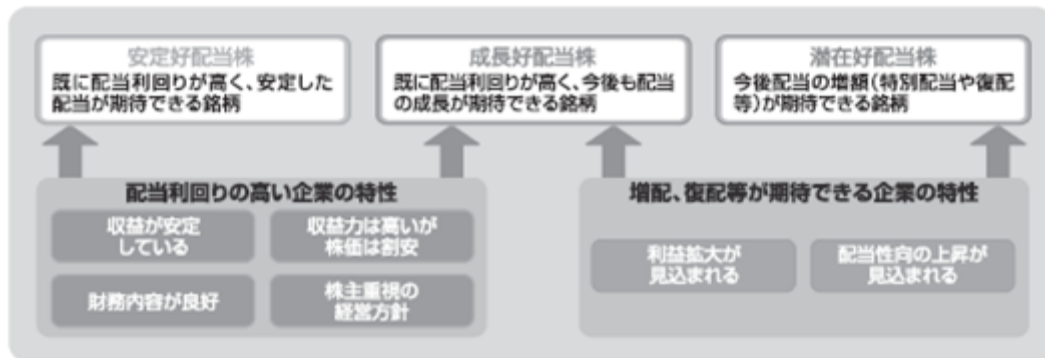 安定好配当株
既に配当利回りが高く、安定した
配当が期待できる銘柄
成長好配当株
既に配当利回りが高く、今後も配当
の成長が期待できる銘柄
潜在好配当株
今後配当の増額(特別配当や復配
等)が期待できる銘柄
配当利回りの高い企業の特性
収益が安定
している
収益力は高いが
株価は割安
財務内容が良好
株主重視の
経営方針
増配、復配等が期待できる企業の特性
利益拡大が
見込まれる
配当性向の上昇が
見込まれる